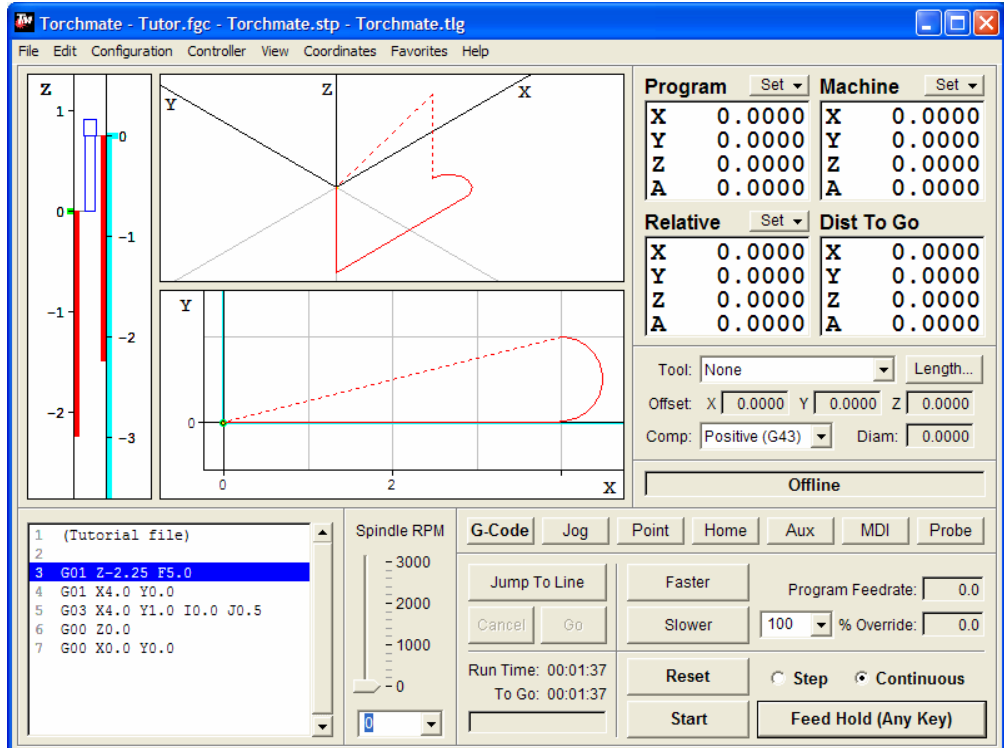 Torchmate - Tutor.fgc - Torchmate.stp - Torchmate.tlg
File Edit Configuration Controller View Coordinates Favorites Help
Z
1
0
-1
-2
0
-1
-2
-3
Y
Z
X
Y
0
0
2
X
Program Set
X 0.0000
Y 0.0000
Z 0.0000
A 0.0000
Machine Set
X 0.0000
Y 0.0000
Z 0.0000
A 0.0000
Relative Set
X 0.0000
Y 0.0000
Z 0.0000
A 0.0000
Dist To Go
X 0.0000
Y 0.0000
Z 0.0000
A 0.0000
Tool: None Length...
Offset: X 0.0000 Y 0.0000 Z 0.0000
Comp: Positive (G43) Diam: 0.0000
Offline
1 (Tutorial file)
2
3 G01 Z-2.25 F5.0
4 G01 X4.0 Y0.0
5 G03 X4.0 Y1.0 I0.0 J0.5
6 G00 Z0.0
7 G00 X0.0 Y0.0
Spindle RPM
3000
2000
1000
0
0
G-Code Jog Point Home Aux MDI Probe
Jump To Line
Cancel Go
Run Time: 00:01:37
To Go: 00:01:37
Faster
Slower
Program Feedrate: 0.0
100 % Override: 0.0
Reset
Step Continuous
Start
Feed Hold (Any Key)